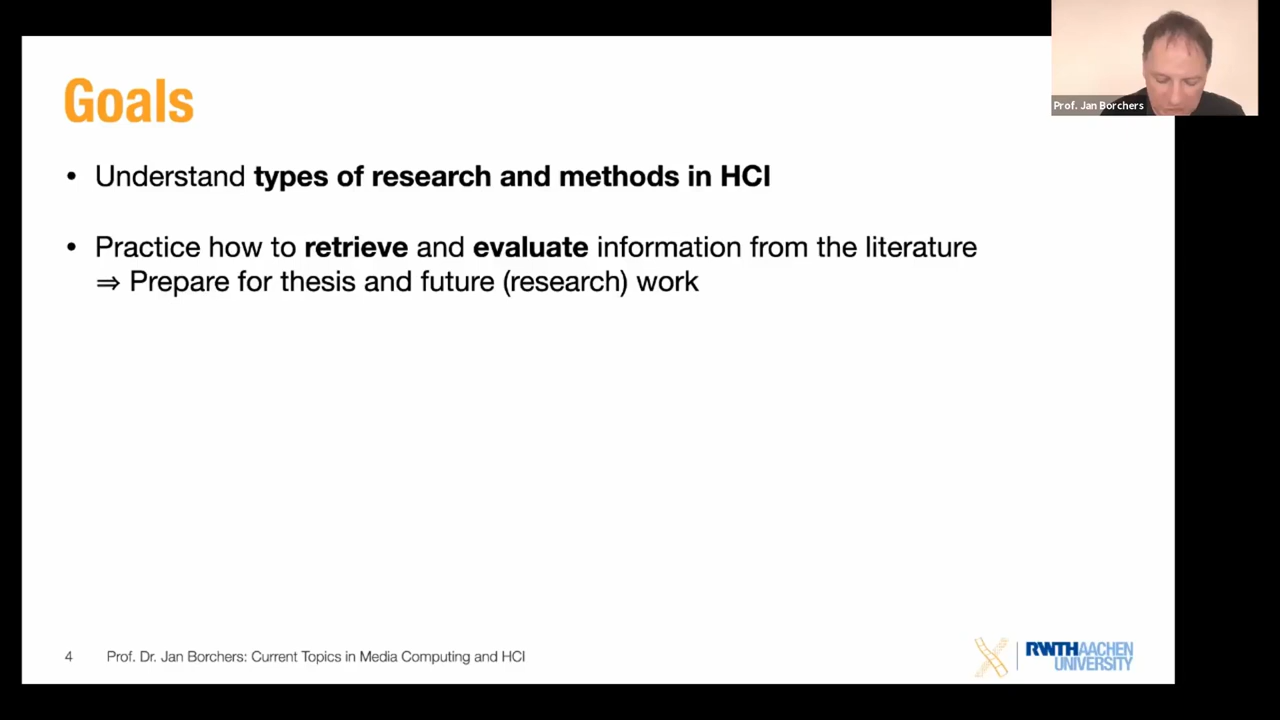 Goals
Prof. Jan Borchers
• Understand types of research and methods in HCI
• Practice how to retrieve and evaluate information from the literature
⇒ Prepare for thesis and future (research) work
4 Prof. Dr. Jan Borchers: Current Topics in Media Computing and HCI
RWTHAACHEN
UNIVERSITY